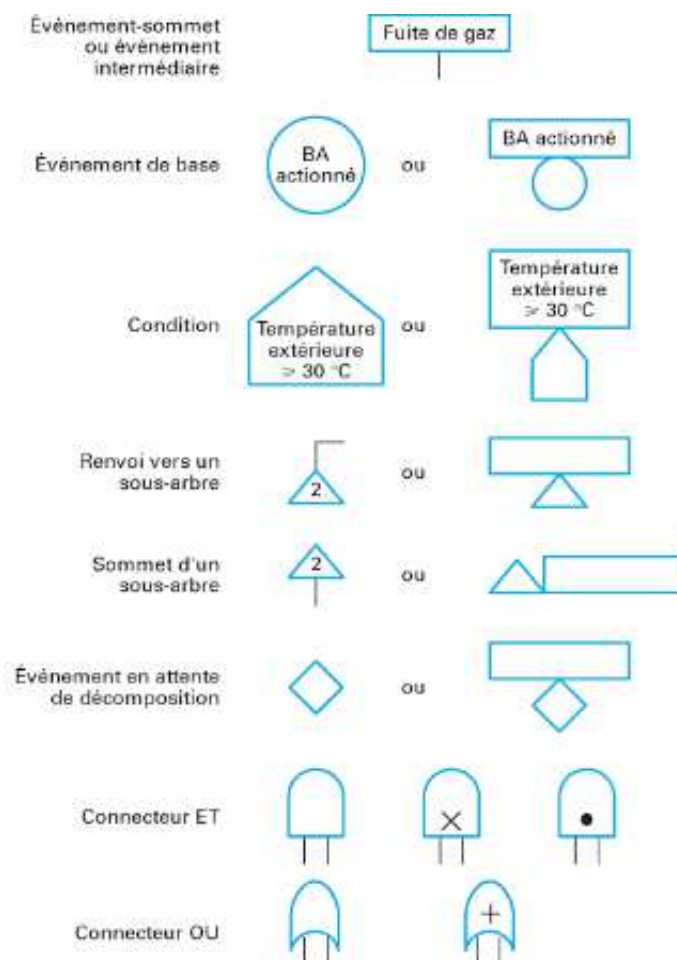 Événement-sommet
ou événement
intermédiaire
Fuite de gaz
Événement de base
BA
actionné
ou
BA actionné
Condition
Température
extérieure
⩾ 30 °C
ou
Température
extérieure
⩾ 30 °C
Renvoi vers un
sous-arbre
2
ou
Sommet d'un
sous-arbre
2
ou
Événement en attente
de décomposition
ou
Connecteur ET
×
•
Connecteur OU
+